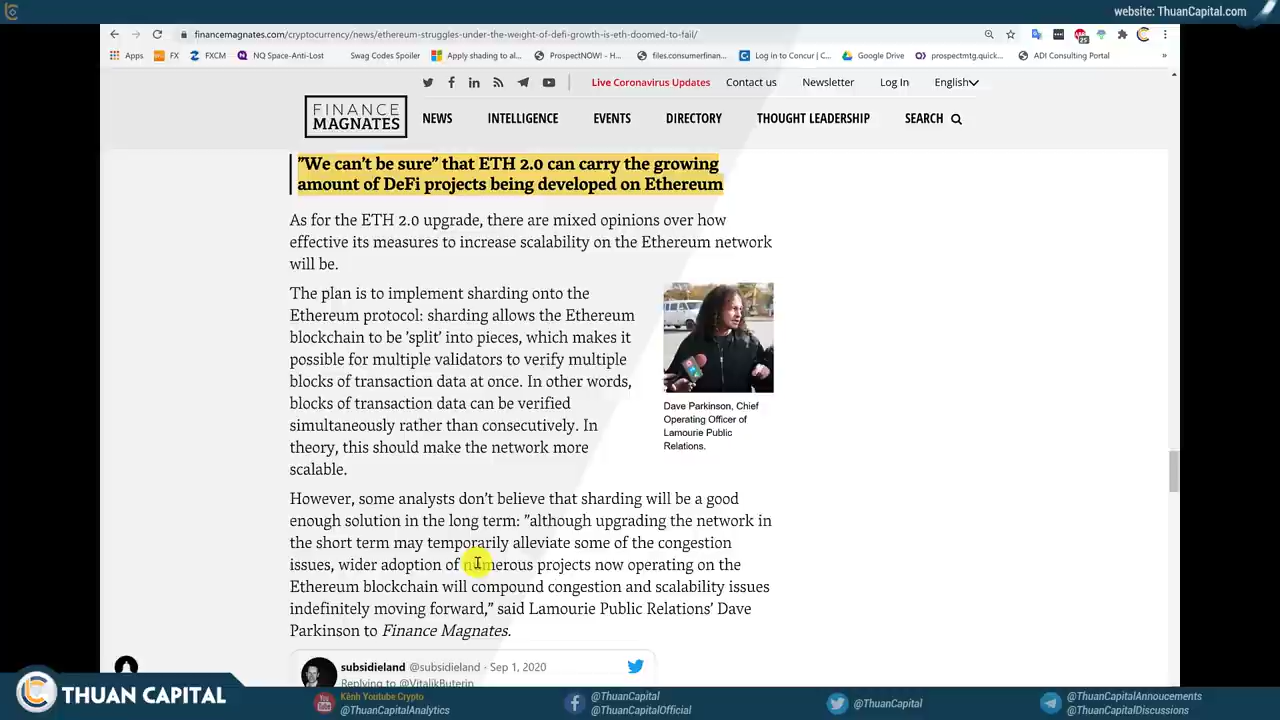 website: ThuanCapital.com
financemagnates.com/cryptocurrency/news/ethereum-struggles-under-the-weight-of-defi-growth-is-eth-doomed-to-fail/
25
Apps FX FXCM NQ Space-Anti-Lost Swag Codes Spoiler Apply shading to al... ProspectNOW! – H... files.consumerfinan... Log in to Concur | C... Google Drive prospectmtg.quick... ADI Consulting Portal »
Live Coronavirus Updates Contact us Newsletter Log In English
FINANCE
MAGNATES
NEWS INTELLIGENCE EVENTS DIRECTORY THOUGHT LEADERSHIP SEARCH
"We can't be sure" that ETH 2.0 can carry the growing
amount of DeFi projects being developed on Ethereum
As for the ETH 2.0 upgrade, there are mixed opinions over how
effective its measures to increase scalability on the Ethereum network
will be.
The plan is to implement sharding onto the
Ethereum protocol: sharding allows the Ethereum
blockchain to be 'split' into pieces, which makes it
possible for multiple validators to verify multiple
blocks of transaction data at once. In other words,
blocks of transaction data can be verified
simultaneously rather than consecutively. In
theory, this should make the network more
scalable.
Dave Parkinson, Chief
Operating Officer of
Lamourie Public
Relations.
However, some analysts don't believe that sharding will be a good
enough solution in the long term: "although upgrading the network in
the short term may temporarily alleviate some of the congestion
issues, wider adoption of numerous projects now operating on the
Ethereum blockchain will compound congestion and scalability issues
indefinitely moving forward," said Lamourie Public Relations' Dave
Parkinson to Finance Magnates.
subsidieland @subsidieland · Sep 1, 2020
Replying to @VitalikButerin
THUAN CAPITAL
You Tube
Kênh Youtube Crypto
@ThuanCapitalAnalytics
@ThuanCapital
@ThuanCapitalOfficial
@ThuanCapital
@ThuanCapitalAnnoucements
@ThuanCapitalDiscussions